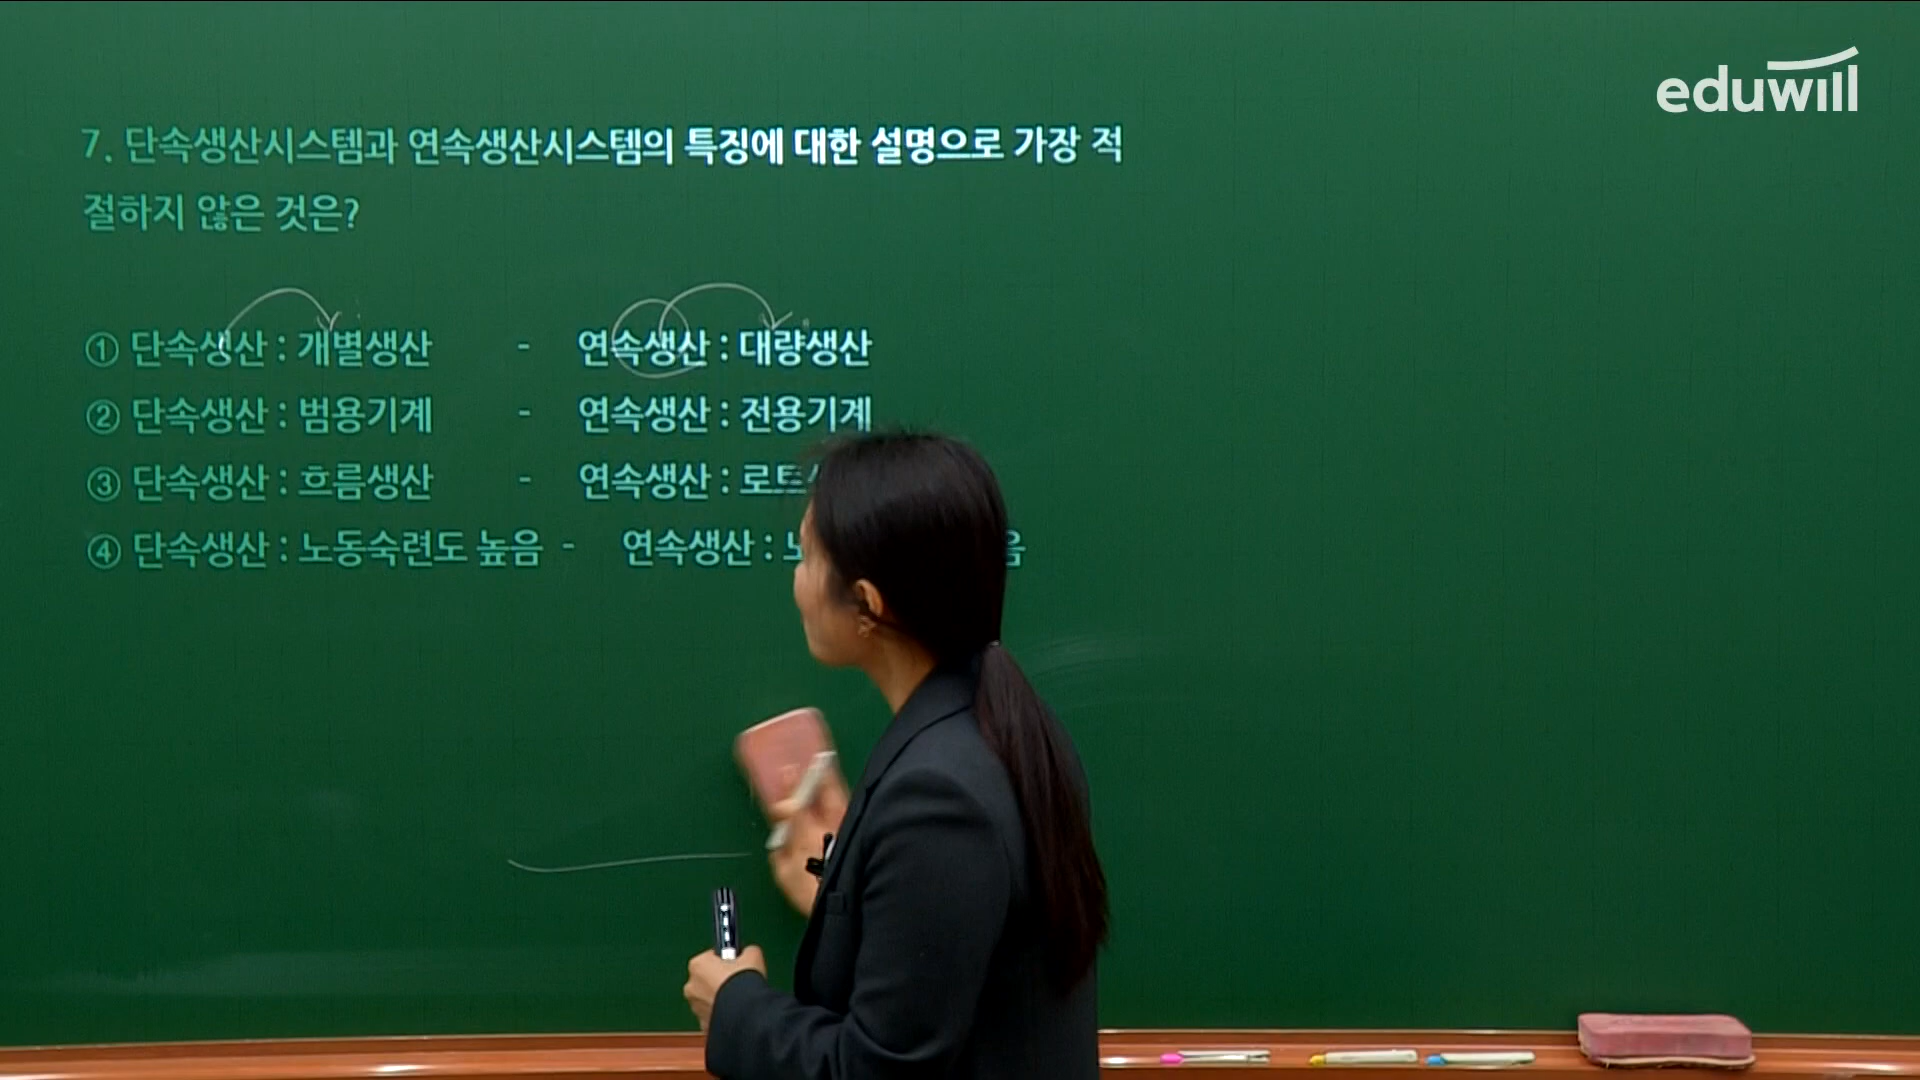 eduwill
7. 단속생산시스템과 연속생산시스템의 특징에 대한 설명으로 가장 적
절하지 않은 것은?
① 단속생산 : 개별생산 - 연속생산 : 대량생산
② 단속생산 : 범용기계 - 연속생산 : 전용기계
③ 단속생산 : 흐름생산 - 연속생산 :
④ 단속생산 : 노동숙련도 높음 - 연속생산 :